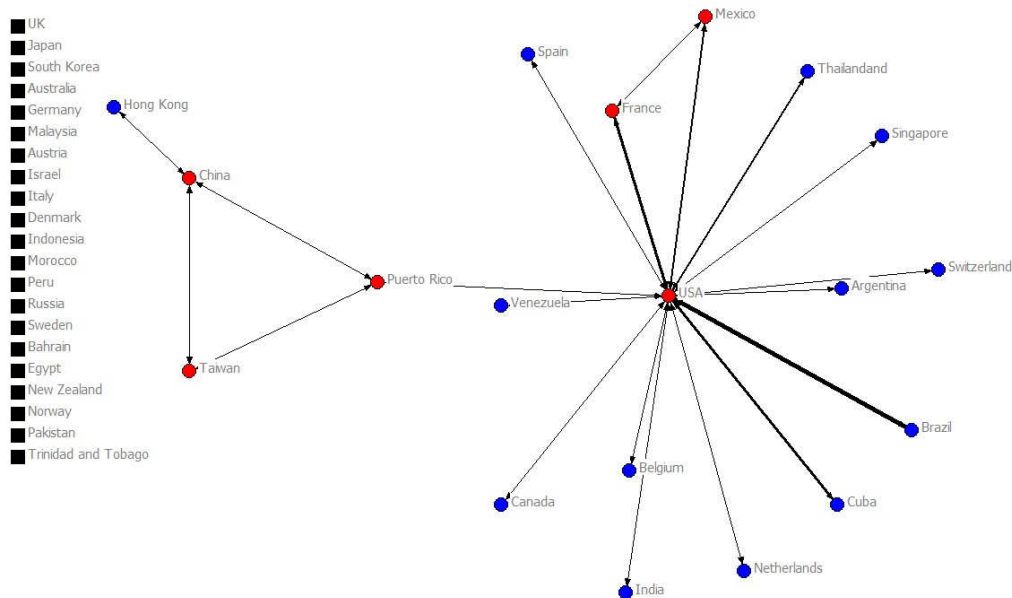 UK
Japan
South Korea
Australia
Germany
Malaysia
Austria
Israel
Italy
Denmark
Indonesia
Morocco
Peru
Russia
Sweden
Bahrain
Egypt
New Zealand
Norway
Pakistan
Trinidad and Tobago
Hong Kong
China
Puerto Rico
Taiwan
Mexico
Spain
Thailandand
France
Singapore
Switzerland
Argentina
USA
Venezuela
Brazil
Belgium
Canada
Cuba
Netherlands
India